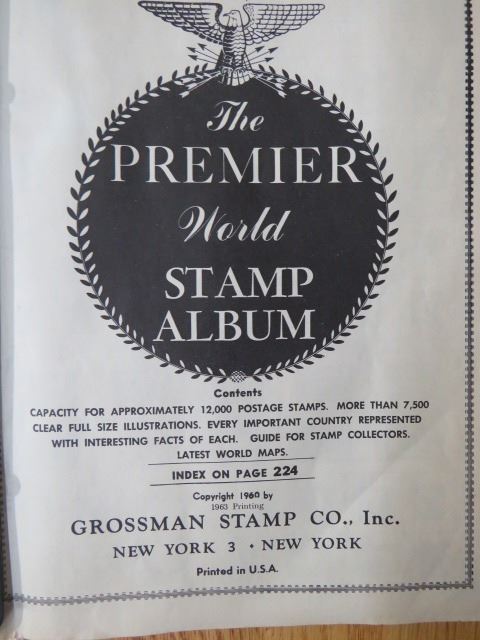 The
PREMIER
World
STAMP
ALBUM
Contents
CAPACITY FOR APPROXIMATELY 12,000 POSTAGE STAMPS. MORE THAN 7,500
CLEAR FULL SIZE ILLUSTRATIONS. EVERY IMPORTANT COUNTRY REPRESENTED
WITH INTERESTING FACTS OF EACH. GUIDE FOR STAMP COLLECTORS.
LATEST WORLD MAPS.
INDEX ON PAGE 224
Copyright 1960 by
1963 Printing
GROSSMAN STAMP CO., Inc.
NEW YORK 3 • NEW YORK
Printed in U.S.A.